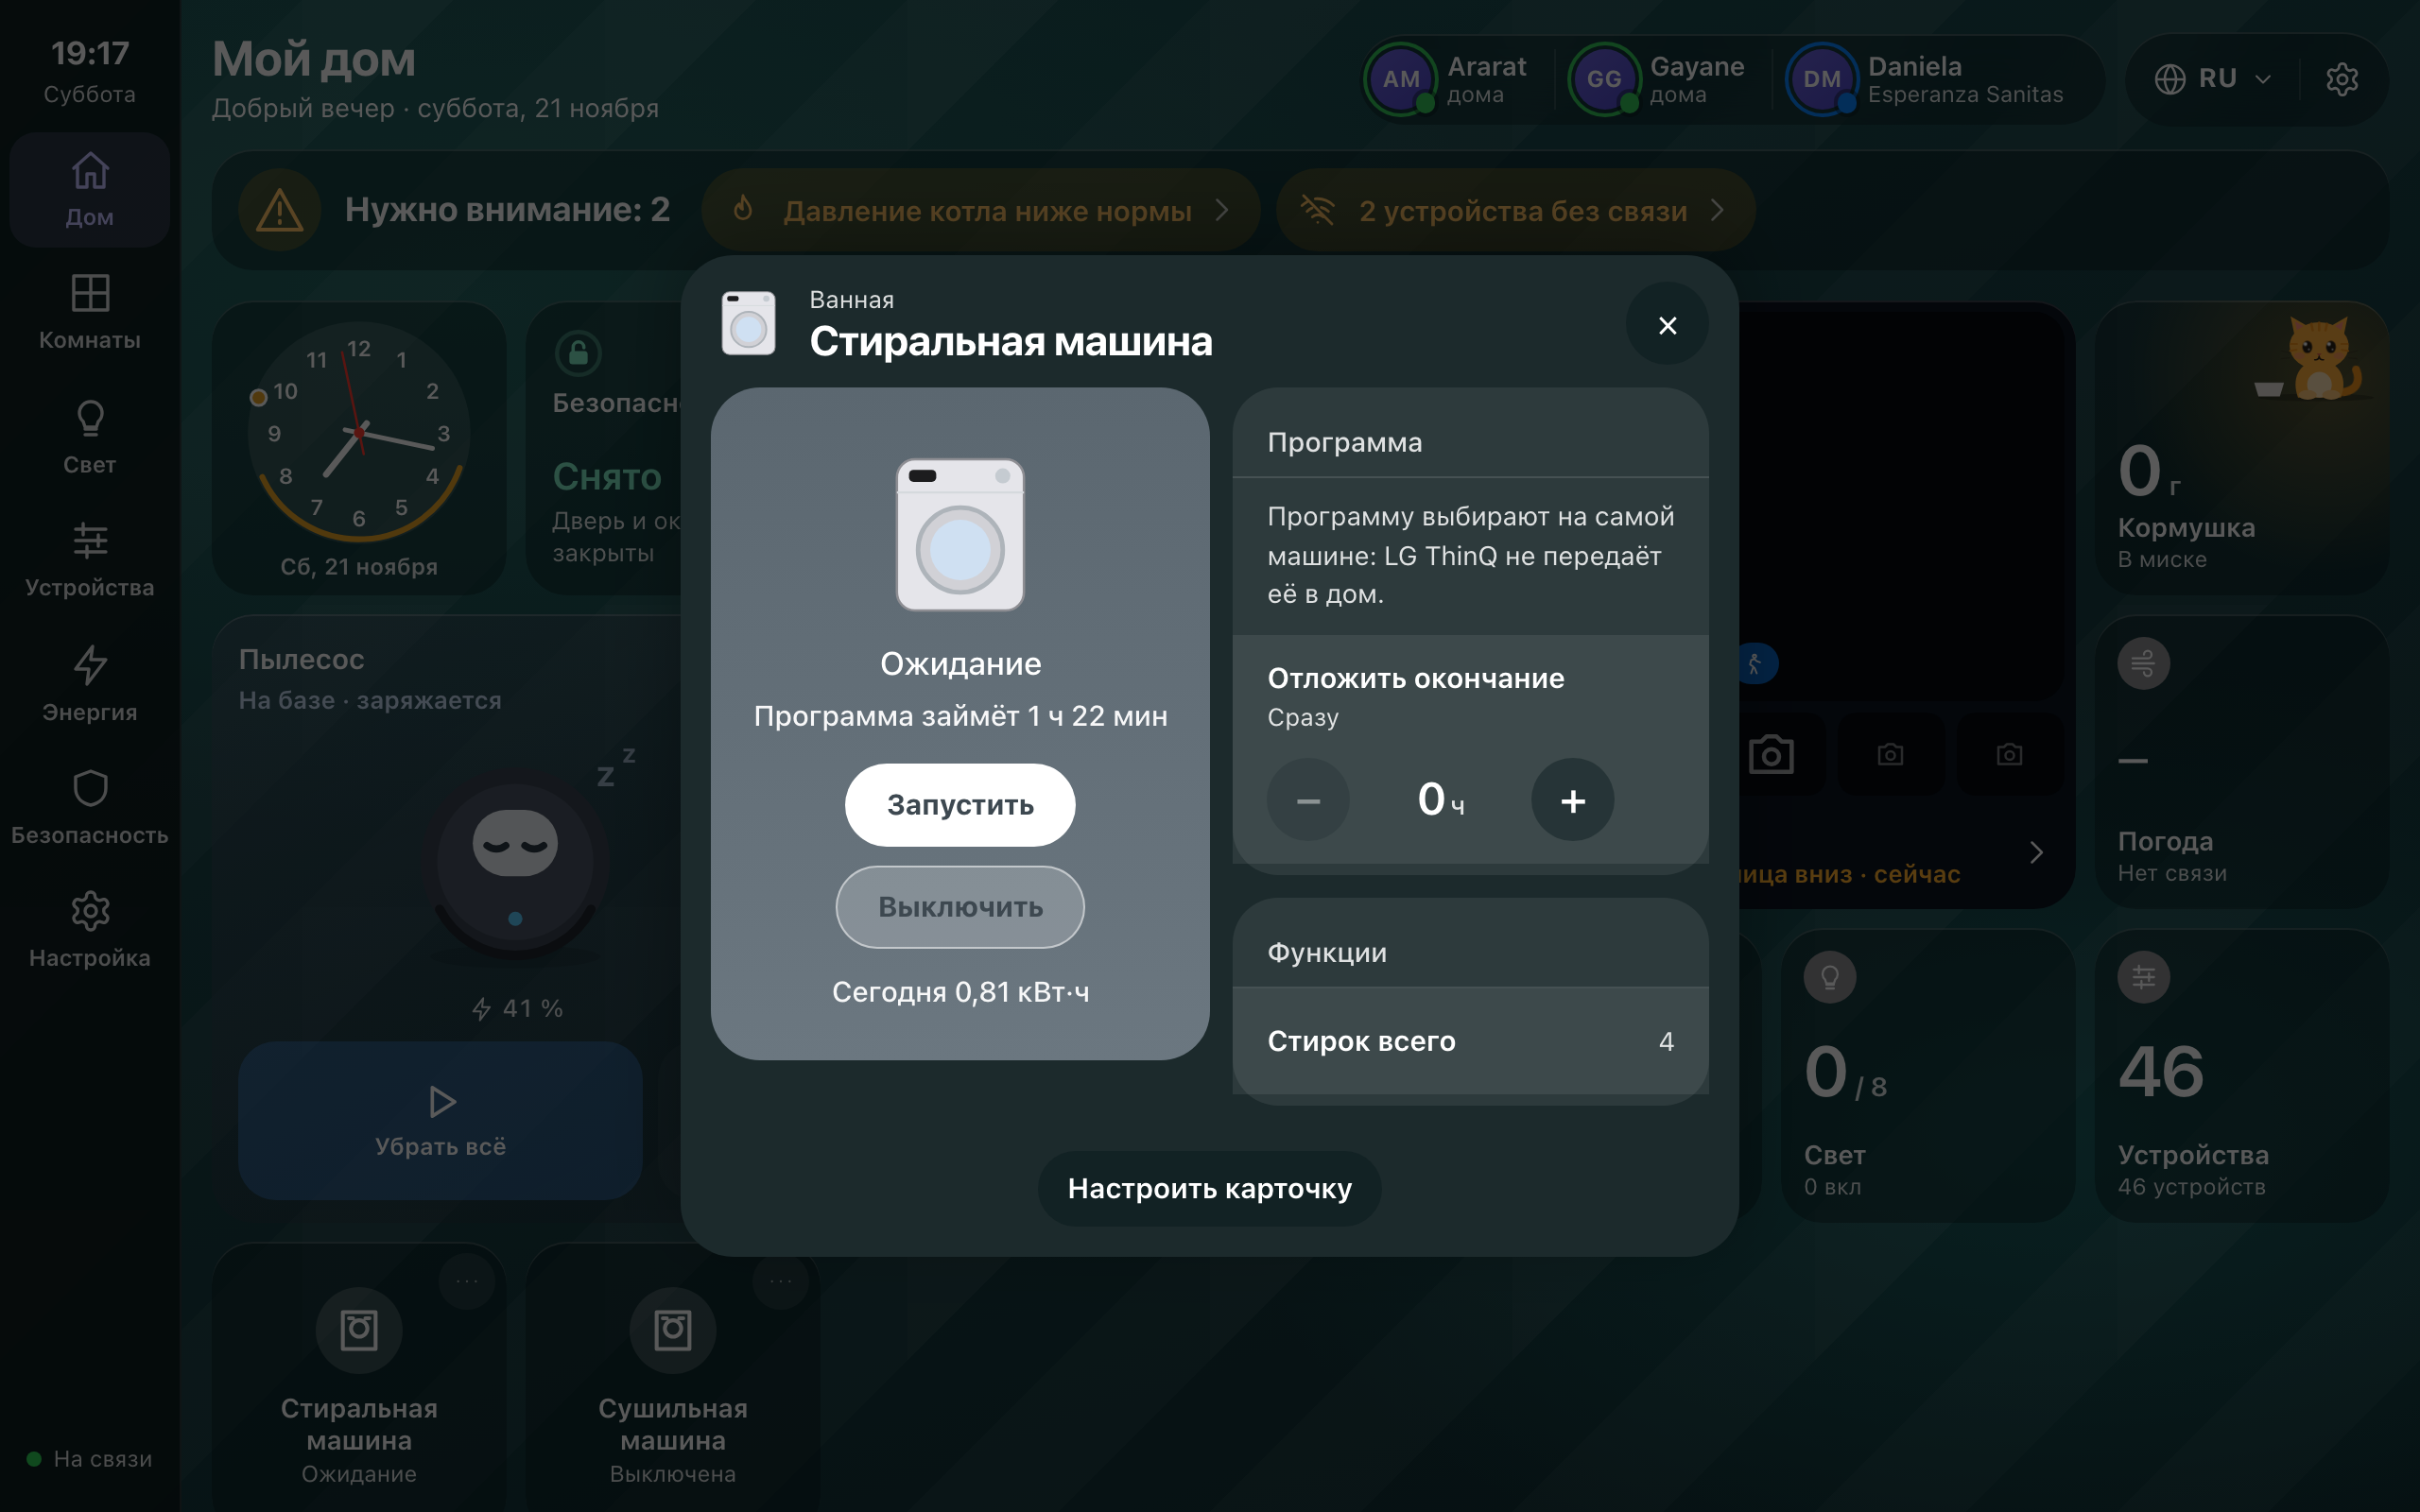 19:17
Суббота
Дом
Комнаты
Свет
Устройства
Энергия
Безопасность
Настройка
На связи
Мой дом
Добрый вечер · суббота, 21 ноября
AM
Ararat
дома
GG
Gayane
дома
DM
Daniela
Esperanza Sanitas
RU
Нужно внимание: 2
Давление котла ниже нормы
2 устройства без связи
12
1
2
3
4
5
6
7
8
9
10
11
Сб, 21 ноября
Снято
Дверь и ок
закрыты
Пылесос
На базе · заряжается
z
z
41 %
Убрать всё
Ванная
Стиральная машина
×
Ожидание
Программа займёт 1 ч 22 мин
Запустить
Выключить
Сегодня 0,81 кВт·ч
Программа
Программу выбирают на самой
машине: LG ThinQ не передаёт
её в дом.
Отложить окончание
Сразу
−
0 ч
+
Функции
Стирок всего
4
Настроить карточку
вниз · сейчас
0 г
Кормушка
В миске
–
Погода
Нет связи
0 / 8
Свет
0 вкл
46
Устройства
46 устройств
...
Стиральная
машина
Ожидание
...
Сушильная
машина
Выключена